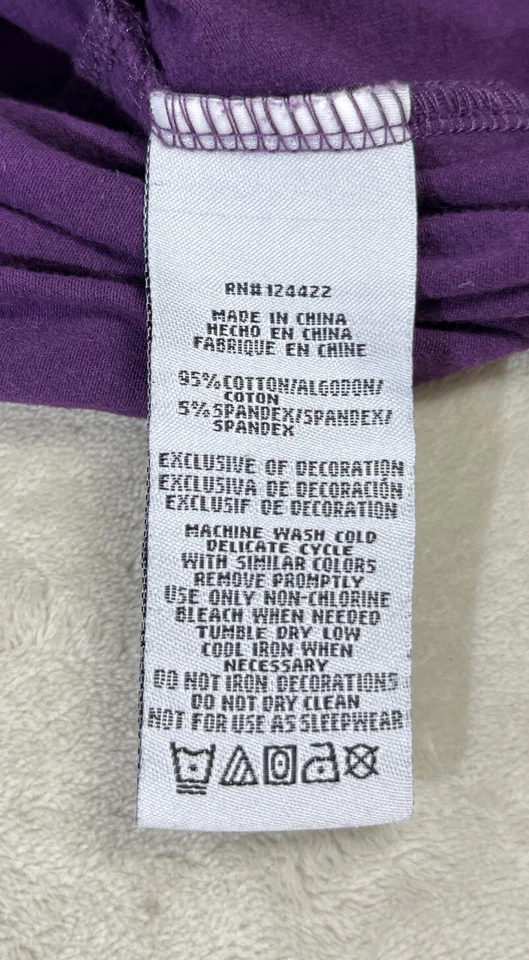 RN#124422
MADE IN CHINA
HECHO EN CHINA
FABRIQUE EN CHINE
95% COTTON/ALGODON/
COTON
5% SPANDEX/SPANDEX/
SPANDEX
EXCLUSIVE OF DECORATION
EXCLUSIVA DE DECORACIÓN
EXCLUSIF DE DECORATION
MACHINE WASH COLD
DELICATE CYCLE
WITH SIMILAR COLORS
REMOVE PROMPTLY
USE ONLY NON-CHLORINE
BLEACH WHEN NEEDED
TUMBLE DRY LOW
COOL IRON WHEN
NECESSARY
DO NOT IRON DECORATIONS
DO NOT DRY CLEAN
NOT FOR USE AS SLEEPWEAR